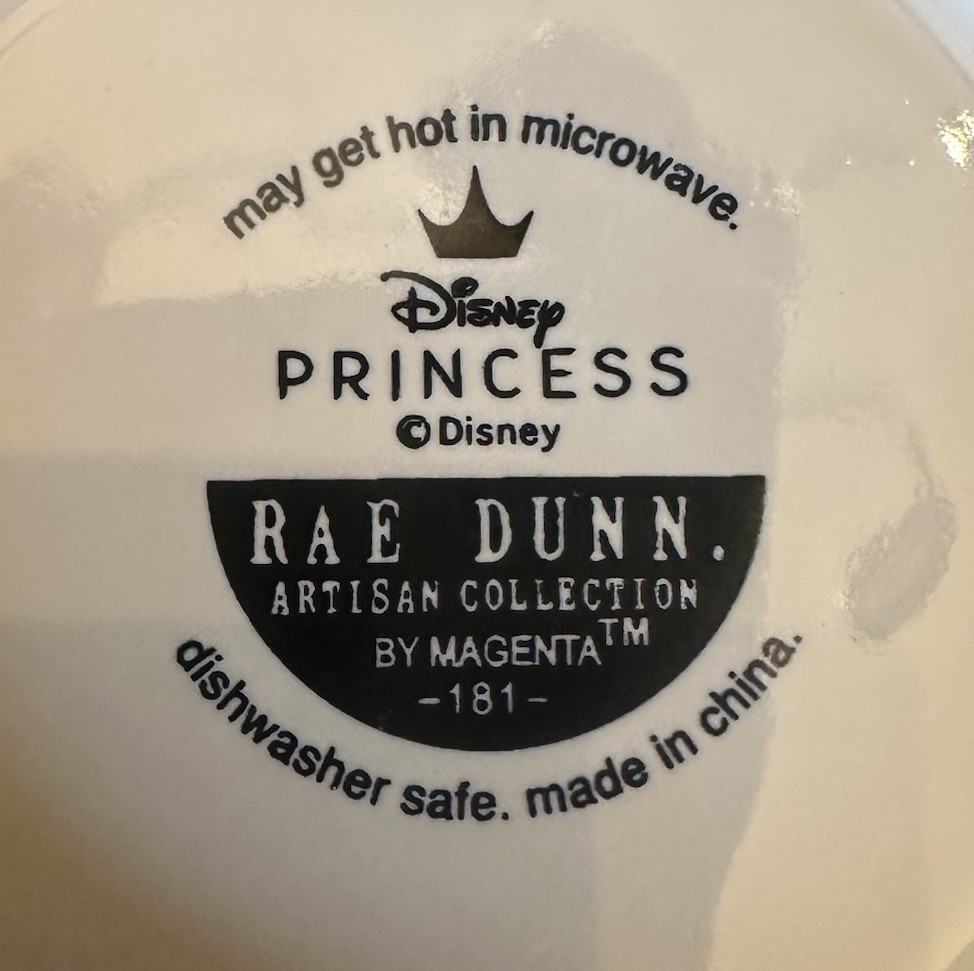 may get hot in microwave.
Disney
PRINCESS
©Disney
RAE DUNN.
ARTISAN COLLECTION
BY MAGENTA™
-181-
dishwasher safe. made in china.